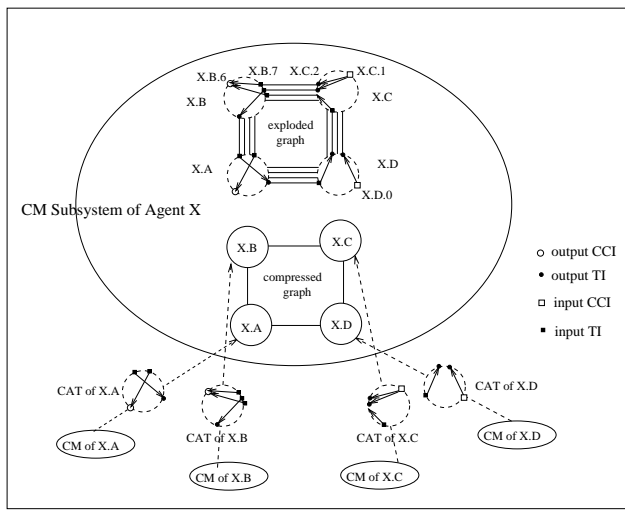 X.B.6 X.B.7 X.C.2 X.C.1
X.B X.C
exploded
graph
X.A X.D
X.D.0
CM Subsystem of Agent X
X.B X.C
compressed
graph
X.A X.D
output CCI
output TI
input CCI
input TI
CAT of X.A
CAT of X.B
CAT of X.C
CAT of X.D
CM of X.A
CM of X.B
CM of X.C
CM of X.D